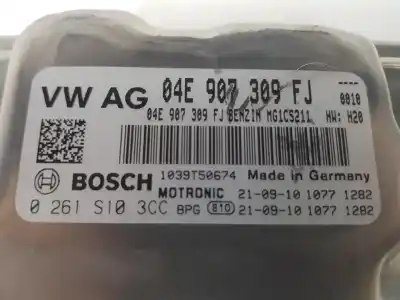 VW AG 04E 907 309 FJ ----
0010
04E 907 309 FJ BENZIN MG1CS211 HW: H20
BOSCH 1039T50674 Made in Germany
MOTRONIC 21-09-10 1077 1282
0 261 S10 3CC BPG 810 21-09-10 1077 1282